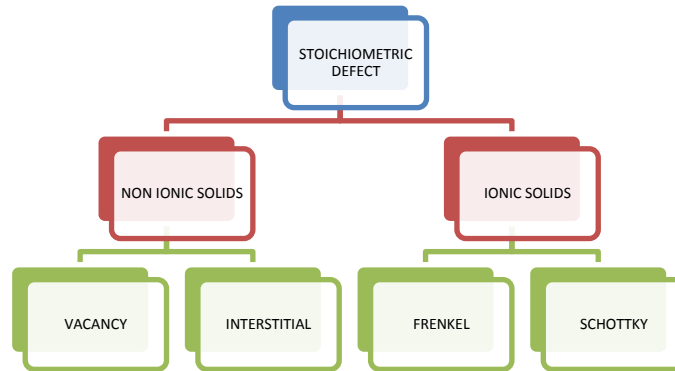 STOICHIOMETRIC
DEFECT
NON IONIC SOLIDS
IONIC SOLIDS
VACANCY
INTERSTITIAL
FRENKEL
SCHOTTKY